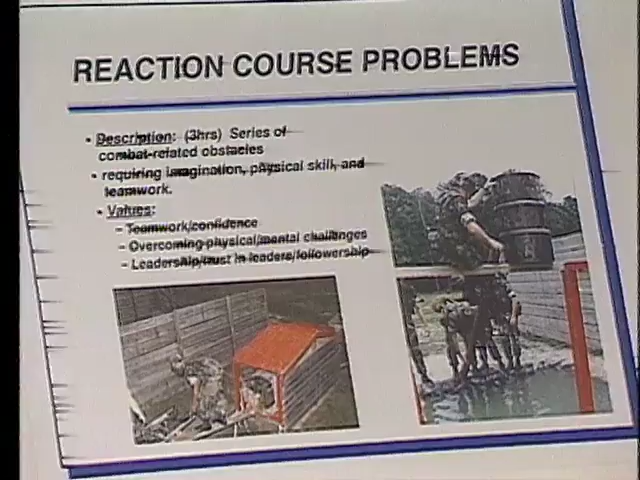 REACTION COURSE PROBLEMS
• Description: (3hrs) Series of
combat-related obstacles
• requiring imagination, physical skill, and
teamwork.
• Values:
– Teamwork/confidence
– Overcoming physical/mental challenges
– Leadership/trust in leaders/followership